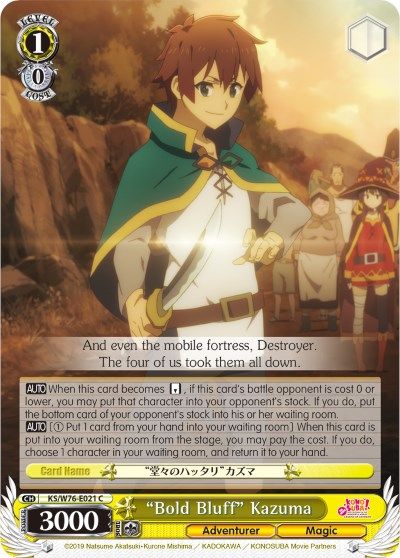 LEVEL
1
0
COST
And even the mobile fortress, Destroyer.
The four of us took them all down.
AUTO When this card becomes [ ], if this card's battle opponent is cost 0 or
lower, you may put that character into your opponent's stock. If you do, put
the bottom card of your opponent's stock into his or her waiting room.
AUTO [① Put 1 card from your hand into your waiting room] When this card is
put into your waiting room from the stage, you may pay the cost. If you do,
choose 1 character in your waiting room, and return it to your hand.
Card Name
“堂々のハッタリ”カズマ
CH
KS/W76-E021 C
POWER
3000
SOUL
“Bold Bluff” Kazuma
KONO SUBA!
Adventurer
Magic
©2019 Natsume Akatsuki・Kurone Mishima / KADOKAWA / KONOSUBA Movie Partners